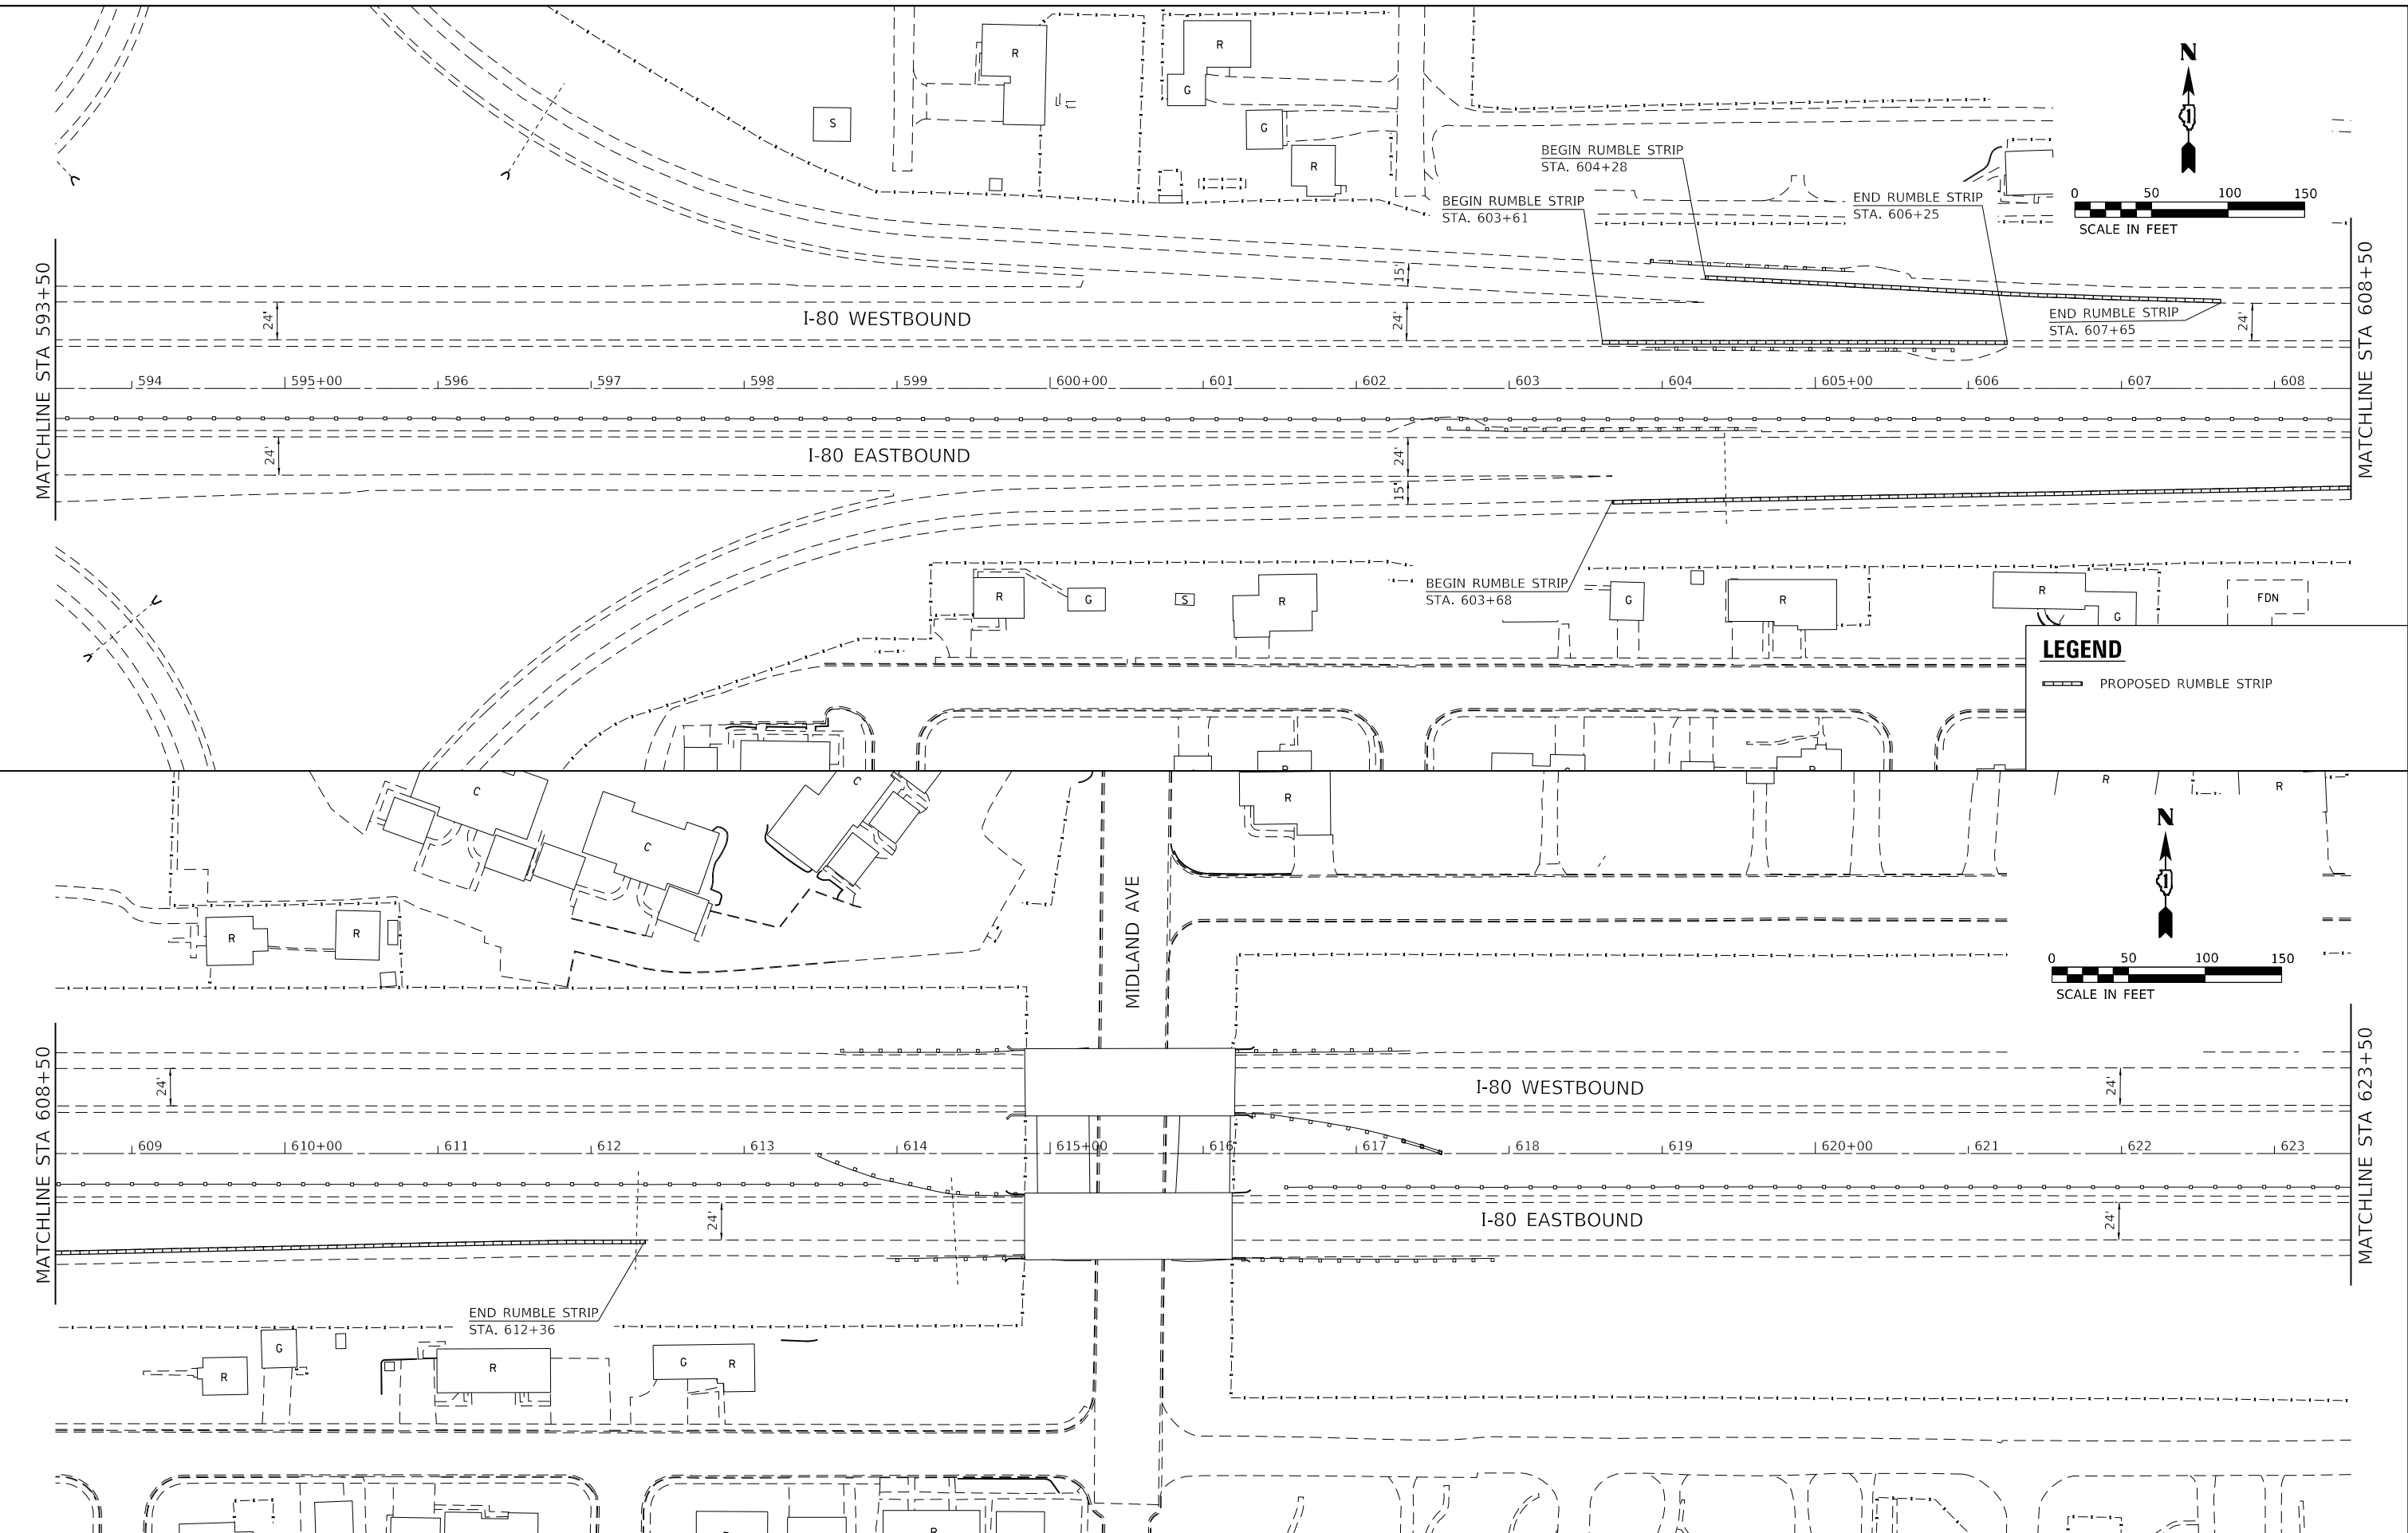 R
R
G
S
G
R
N
1
BEGIN RUMBLE STRIP
STA. 604+28
BEGIN RUMBLE STRIP
STA. 603+61
END RUMBLE STRIP
STA. 606+25
0 50 100 150
SCALE IN FEET
MATCHLINE STA 593+50
MATCHLINE STA 608+50
15'
24'
I-80 WESTBOUND
24'
END RUMBLE STRIP
STA. 607+65
24'
594 595+00 596 597 598 599 600+00 601 602 603 604 605+00 606 607 608
24'
I-80 EASTBOUND
24'
15'
BEGIN RUMBLE STRIP
STA. 603+68
R
G
S
R
G
R
R
G
FDN
LEGEND
PROPOSED RUMBLE STRIP
C
C
C
R
R
R
R
R
MIDLAND AVE
N
1
0 50 100 150
SCALE IN FEET
MATCHLINE STA 608+50
MATCHLINE STA 623+50
24'
I-80 WESTBOUND
24'
609 610+00 611 612 613 614 615+00 616 617 618 619 620+00 621 622 623
24'
I-80 EASTBOUND
24'
END RUMBLE STRIP
STA. 612+36
G
R
R
G
R